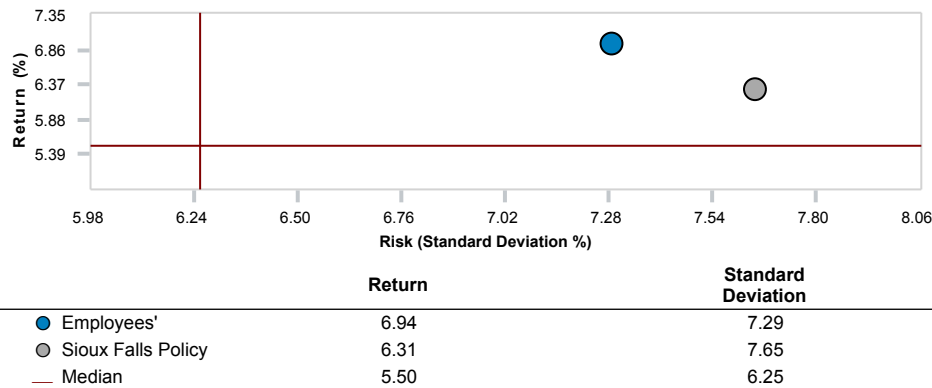 7.35
6.86
6.37
5.88
5.39
Return (%)
5.98 6.24 6.50 6.76 7.02 7.28 7.54 7.80 8.06
Risk (Standard Deviation %)
Return Standard
Deviation
Employees' 6.94 7.29
Sioux Falls Policy 6.31 7.65
Median 5.50 6.25